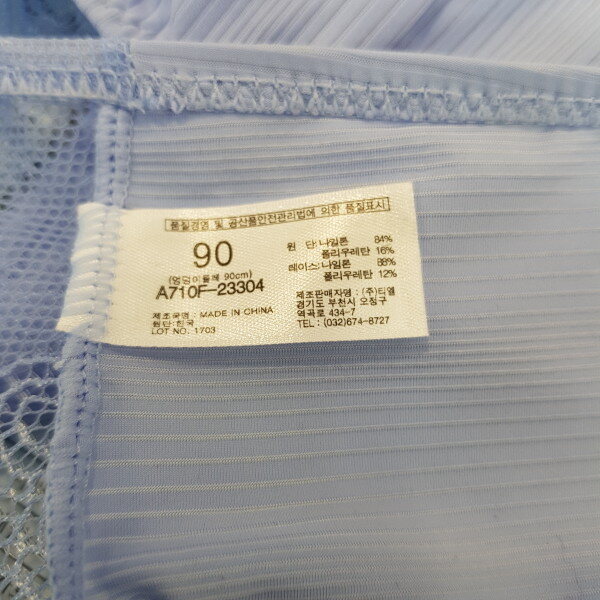 품질경영 및 공산품안전관리법에 의한 품질표시
90
(엉덩이둘레 90cm)
A710F-23304
제조국명 : MADE IN CHINA
원단:한국
LOT NO. 1703
원 단:나일론 84%
폴리우레탄 16%
레이스:나일론 88%
폴리우레탄 12%
제조판매자명 : (주)티엘
경기도 부천시 오정구
역곡로 434-7
TEL : (032)674-8727